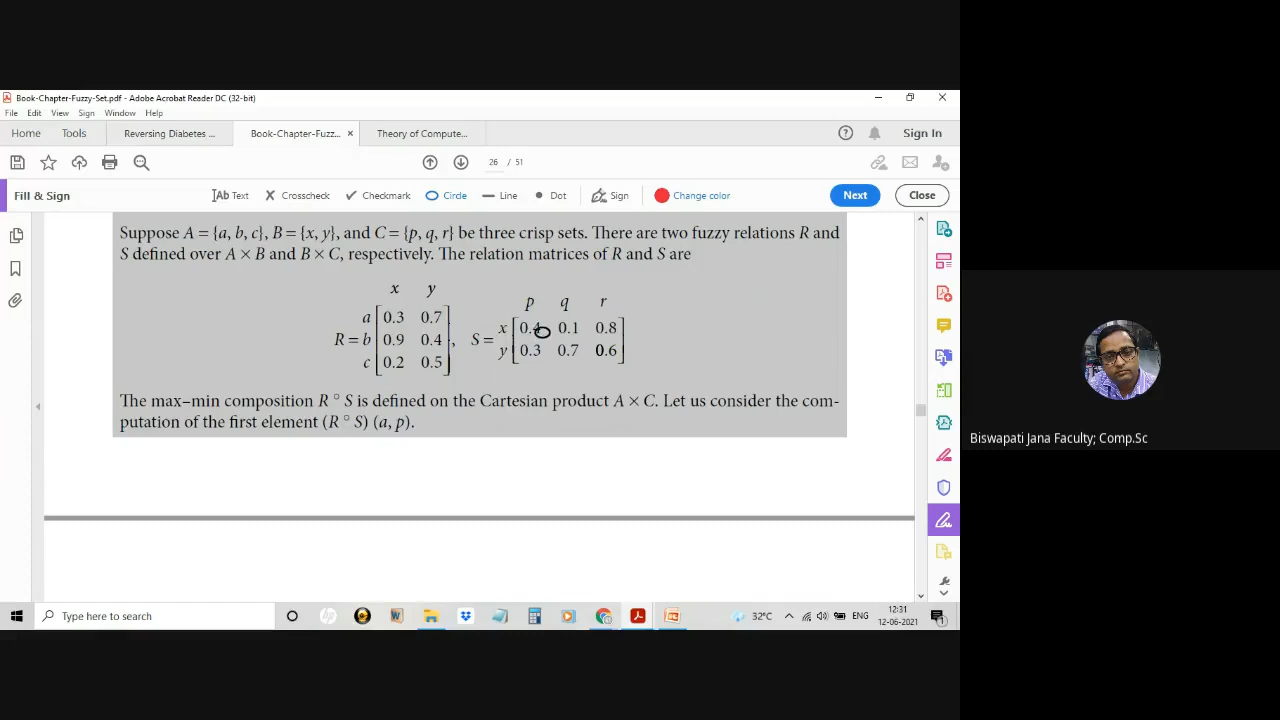 Book-Chapter-Fuzzy-Set.pdf - Adobe Acrobat Reader DC (32-bit)
File Edit View Sign Window Help
Home Tools Reversing Diabetes ... Book-Chapter-Fuzz... × Theory of Compute... Sign In
26 / 51
Fill & Sign Text Crosscheck Checkmark Circle Line Dot Sign Change color Next Close
Suppose A = {a, b, c}, B = {x, y}, and C = {p, q, r} be three crisp sets. There are two fuzzy relations R and
S defined over A × B and B × C, respectively. The relation matrices of R and S are
x y
p q r
a 0.3 0.7
x 0.4 0.1 0.8
R = b 0.9 0.4 , S =
y 0.3 0.7 0.6
c 0.2 0.5
The max–min composition R ° S is defined on the Cartesian product A × C. Let us consider the com-
putation of the first element (R ° S) (a, p).
Biswapati Jana Faculty; Comp.Sc
Type here to search
32°C ENG 12:31
12-06-2021